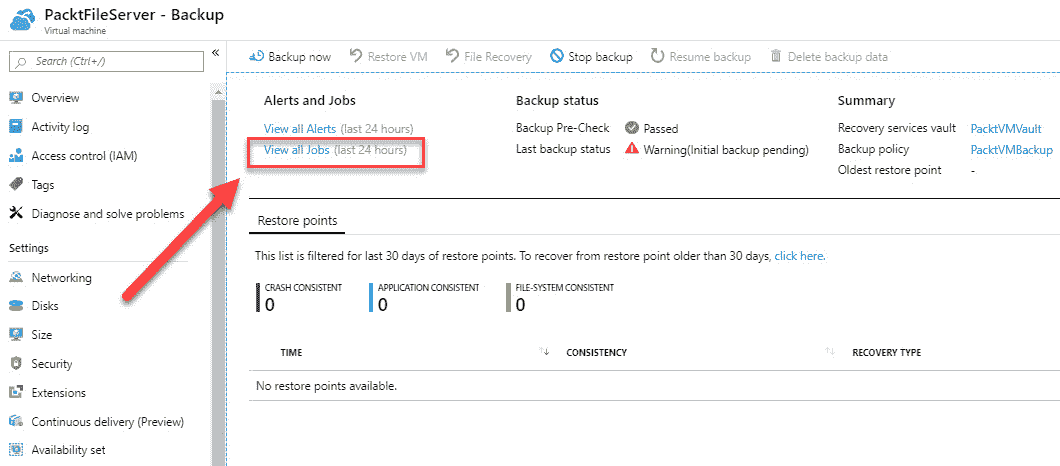 PacktFileServer - Backup
Virtual machine
Search (Ctrl+/)
«
Overview
Activity log
Access control (IAM)
Tags
Diagnose and solve problems
Settings
Networking
Disks
Size
Security
Extensions
Continuous delivery (Preview)
Availability set
Backup now
Restore VM
File Recovery
Stop backup
Resume backup
Delete backup data
Alerts and Jobs
View all Alerts (last 24 hours)
View all Jobs (last 24 hours)
Backup status
Backup Pre-Check Passed
Last backup status Warning(Initial backup pending)
Summary
Recovery services vault PacktVMVault
Backup policy PacktVMBackup
Oldest restore point -
Restore points
This list is filtered for last 30 days of restore points. To recover from restore point older than 30 days, click here.
CRASH CONSISTENT
0
APPLICATION CONSISTENT
0
FILE-SYSTEM CONSISTENT
0
TIME CONSISTENCY RECOVERY TYPE
No restore points available.